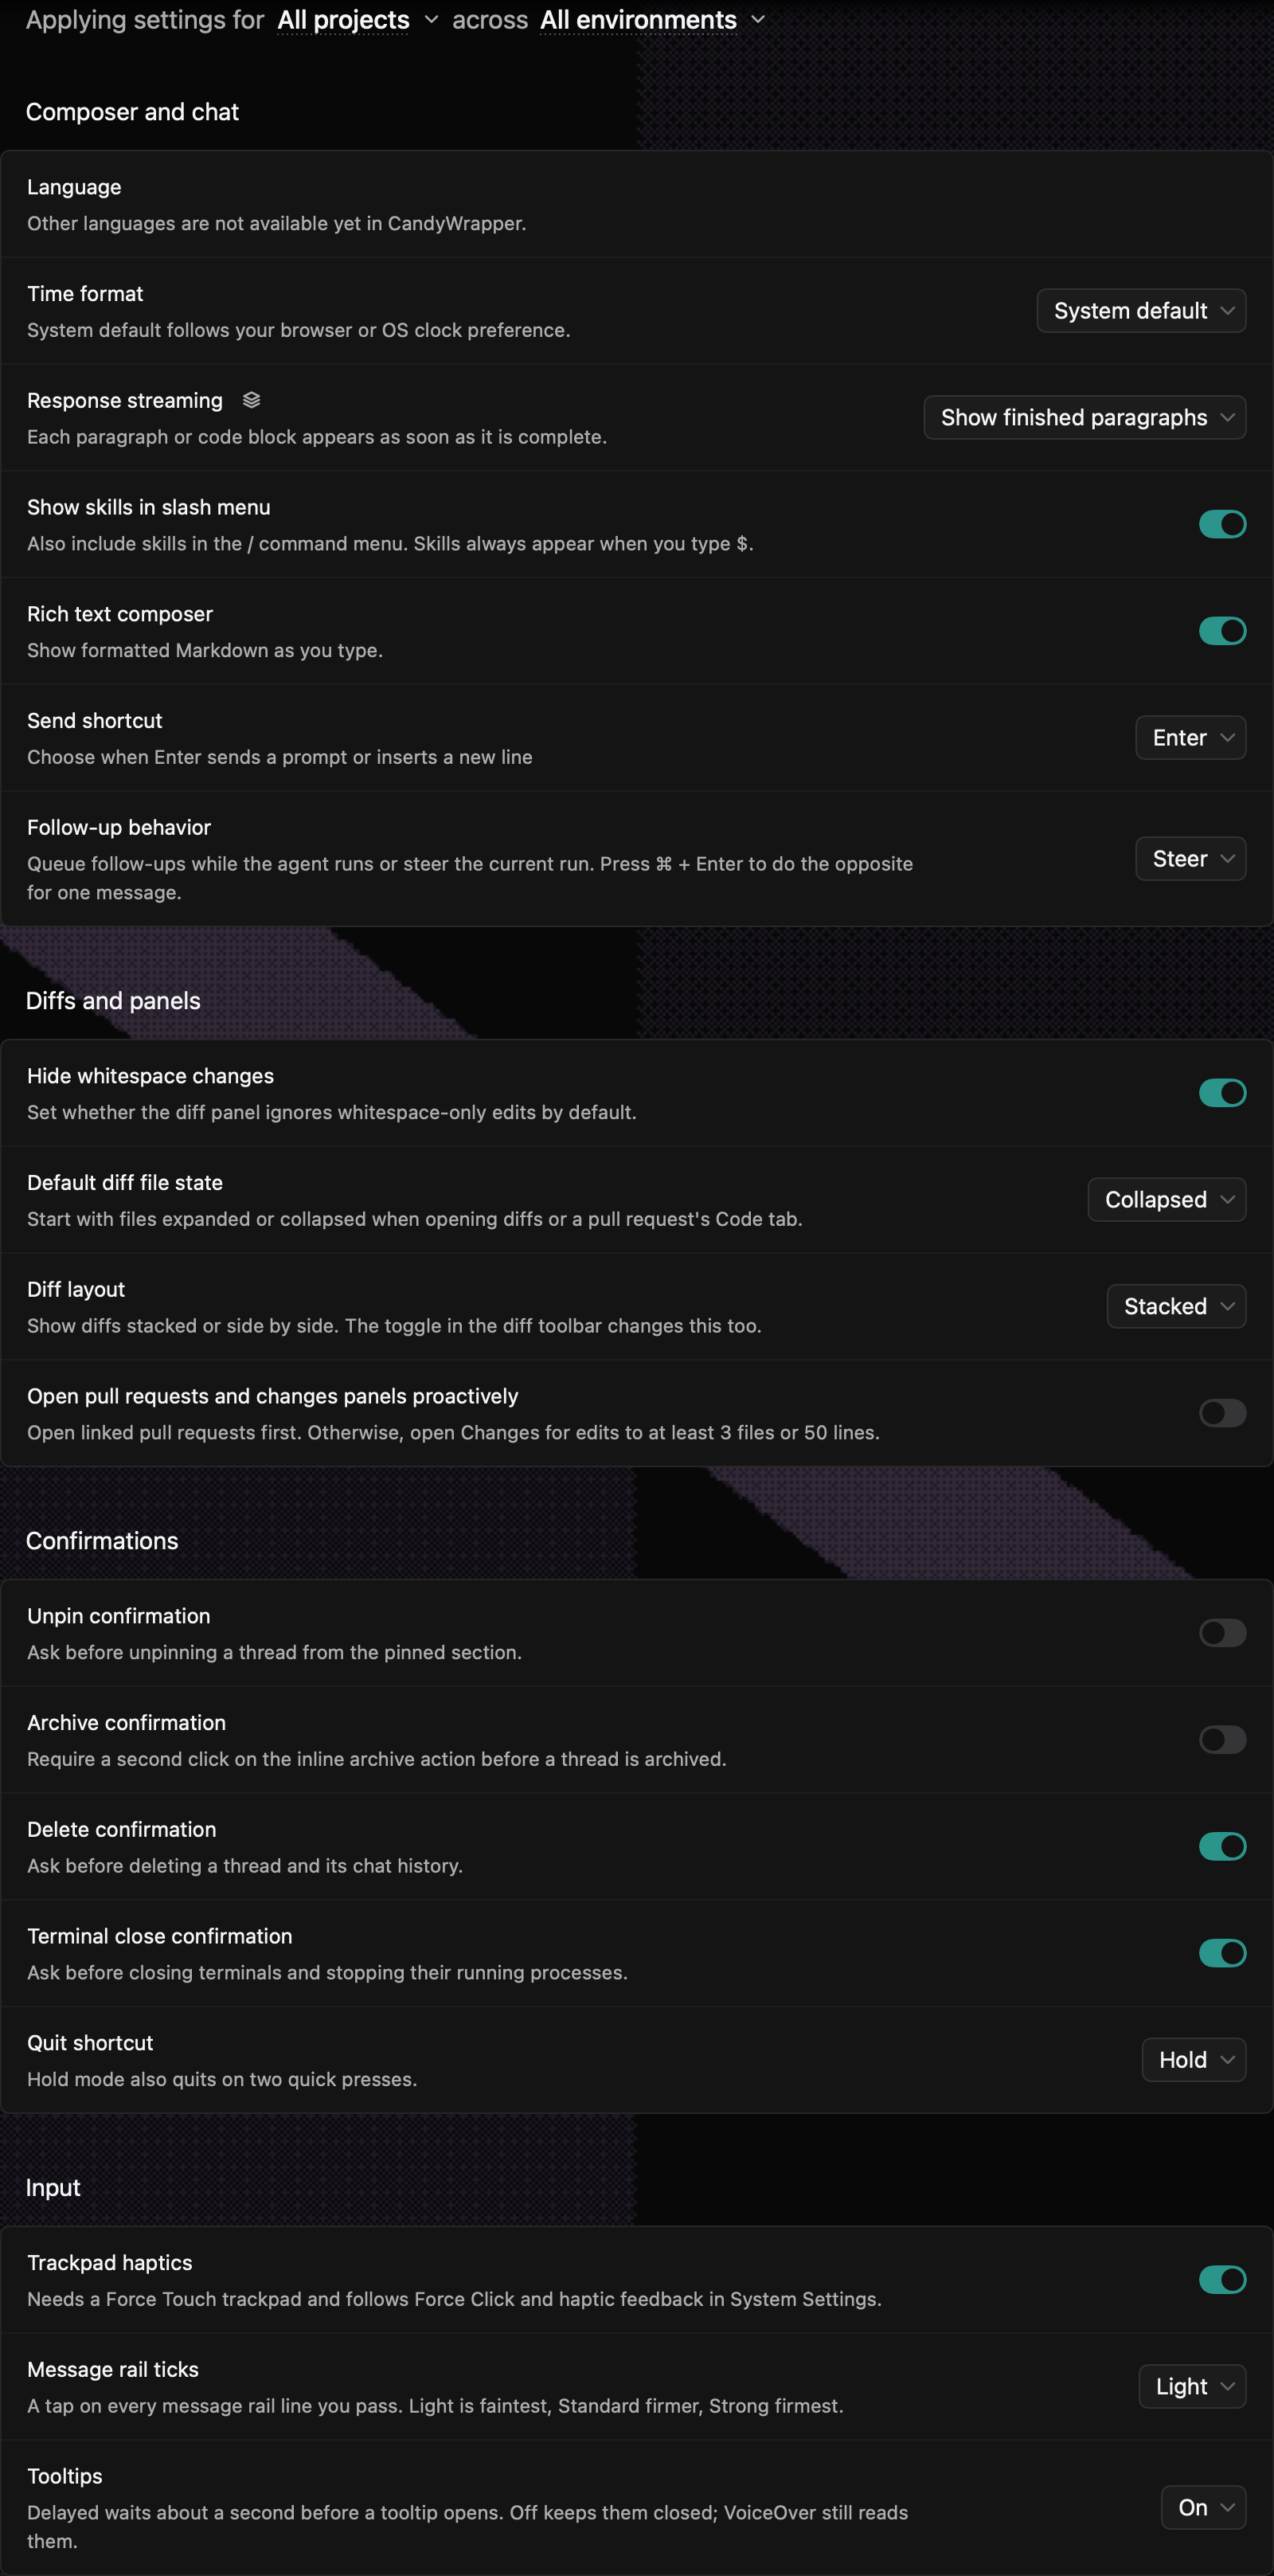 Applying settings for All projects across All environments
Composer and chat
Language
Other languages are not available yet in CandyWrapper.
Time format
System default follows your browser or OS clock preference.
System default
Response streaming
Each paragraph or code block appears as soon as it is complete.
Show finished paragraphs
Show skills in slash menu
Also include skills in the / command menu. Skills always appear when you type $.
Rich text composer
Show formatted Markdown as you type.
Send shortcut
Choose when Enter sends a prompt or inserts a new line
Enter
Follow-up behavior
Queue follow-ups while the agent runs or steer the current run. Press ⌘ + Enter to do the opposite
for one message.
Steer
Diffs and panels
Hide whitespace changes
Set whether the diff panel ignores whitespace-only edits by default.
Default diff file state
Start with files expanded or collapsed when opening diffs or a pull request's Code tab.
Collapsed
Diff layout
Show diffs stacked or side by side. The toggle in the diff toolbar changes this too.
Stacked
Open pull requests and changes panels proactively
Open linked pull requests first. Otherwise, open Changes for edits to at least 3 files or 50 lines.
Confirmations
Unpin confirmation
Ask before unpinning a thread from the pinned section.
Archive confirmation
Require a second click on the inline archive action before a thread is archived.
Delete confirmation
Ask before deleting a thread and its chat history.
Terminal close confirmation
Ask before closing terminals and stopping their running processes.
Quit shortcut
Hold mode also quits on two quick presses.
Hold
Input
Trackpad haptics
Needs a Force Touch trackpad and follows Force Click and haptic feedback in System Settings.
Message rail ticks
A tap on every message rail line you pass. Light is faintest, Standard firmer, Strong firmest.
Light
Tooltips
Delayed waits about a second before a tooltip opens. Off keeps them closed; VoiceOver still reads
them.
On